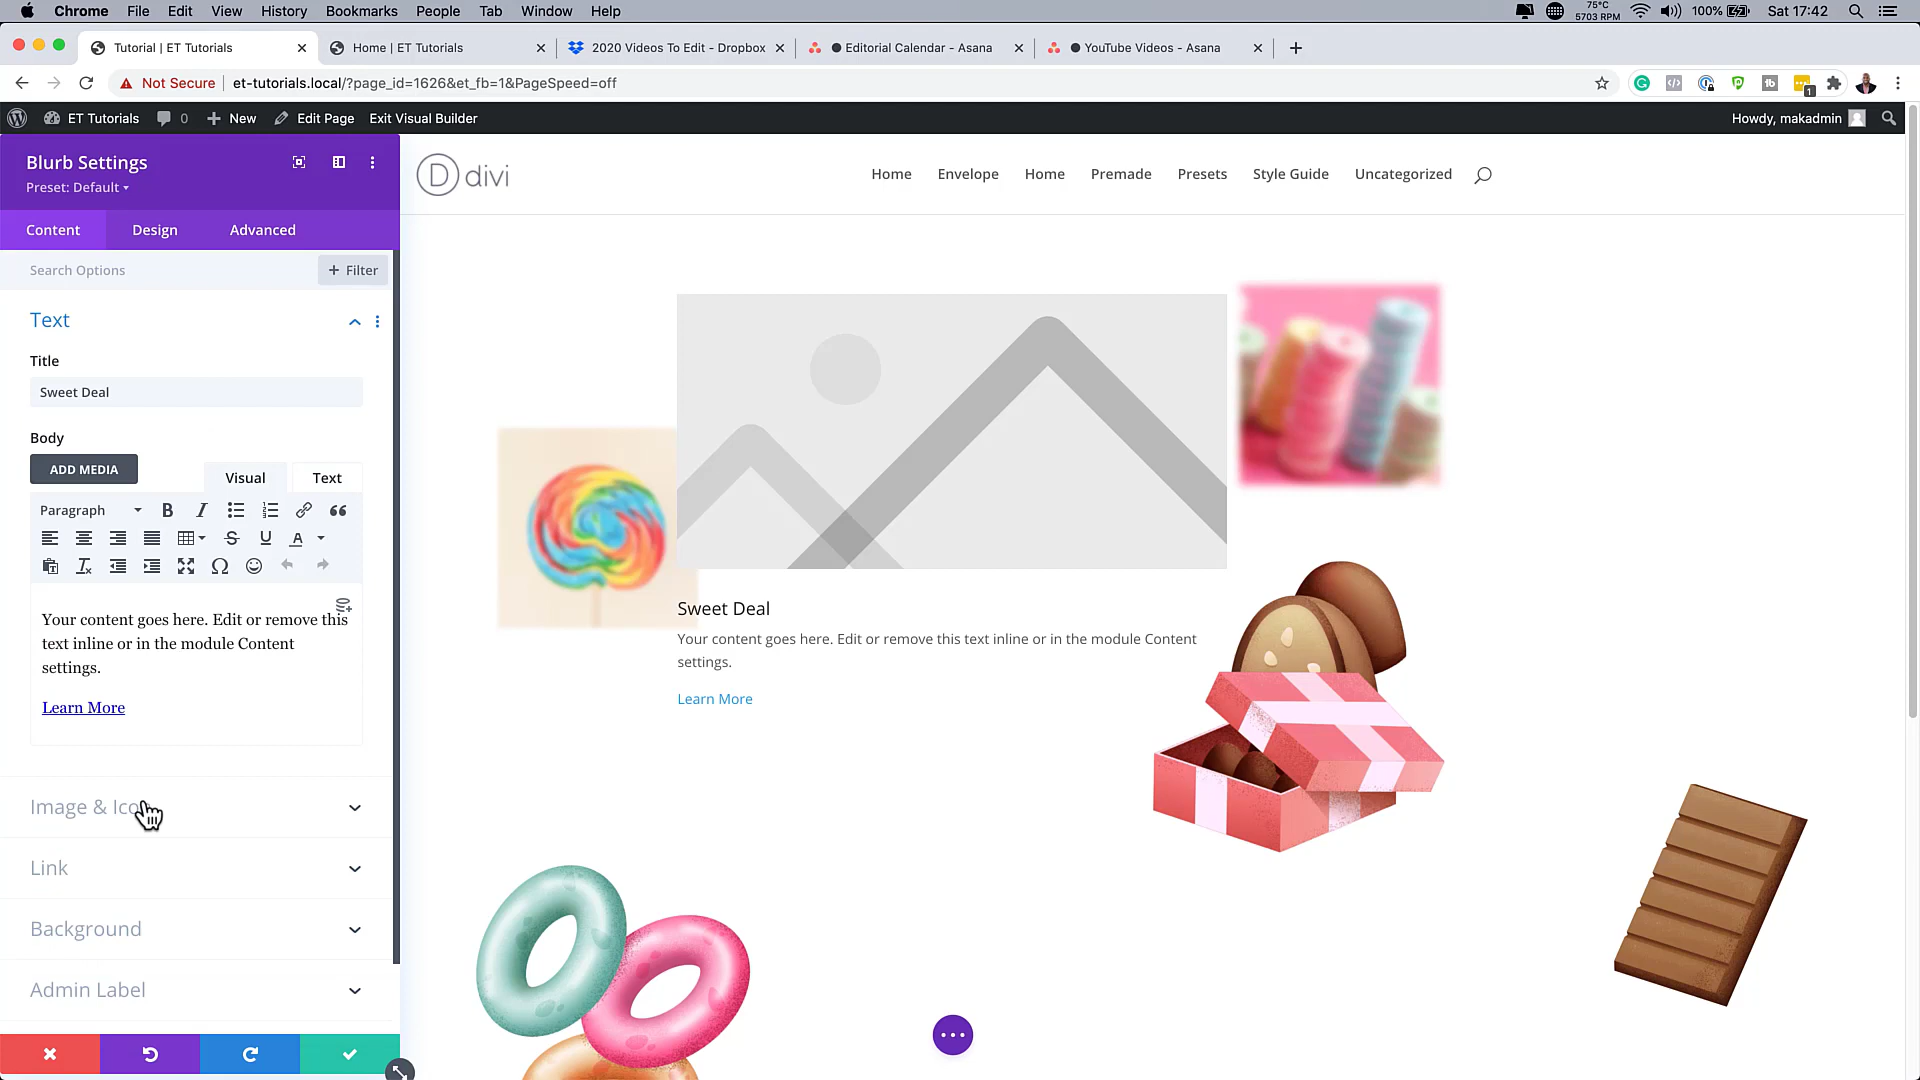 Chrome File Edit View History Bookmarks People Tab Window Help
75°C
5703 RPM
100%
Sat 17:42
Tutorial | ET Tutorials
Home | ET Tutorials
2020 Videos To Edit - Dropbox
Editorial Calendar - Asana
YouTube Videos - Asana
Not Secure
et-tutorials.local/?page_id=1626&et_fb=1&PageSpeed=off
1
ET Tutorials
0
New
Edit Page
Exit Visual Builder
Howdy, makadmin
Blurb Settings
Preset: Default
Content
Design
Advanced
Search Options
+ Filter
Text
Title
Sweet Deal
Body
ADD MEDIA
Visual
Text
Paragraph
Your content goes here. Edit or remove this
text inline or in the module Content
settings.
Learn More
Image & Ico
Link
Background
Admin Label
D divi
Home
Envelope
Home
Premade
Presets
Style Guide
Uncategorized
Sweet Deal
Your content goes here. Edit or remove this text inline or in the module Content
settings.
Learn More